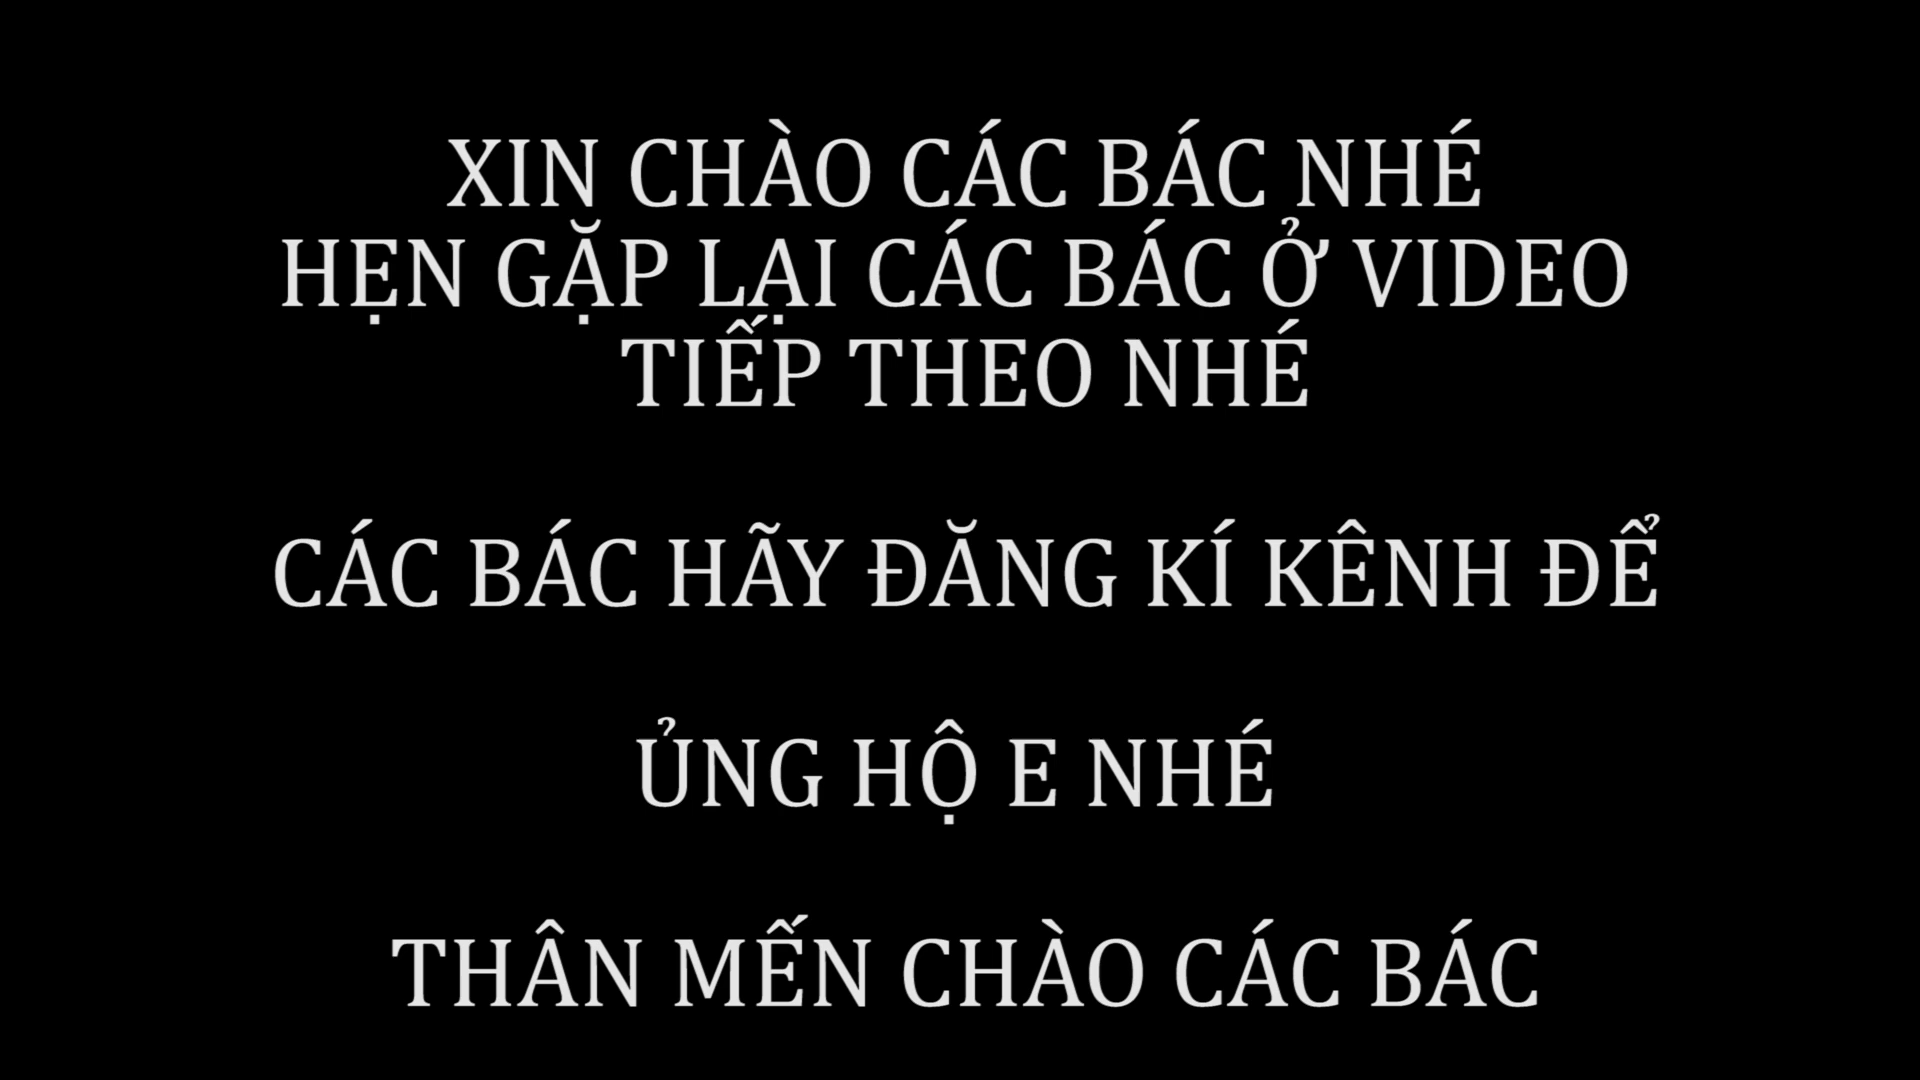 XIN CHÀO CÁC BÁC NHÉ
HẸN GẶP LẠI CÁC BÁC Ở VIDEO
TIẾP THEO NHÉ
CÁC BÁC HÃY ĐĂNG KÍ KÊNH ĐỂ
ỦNG HỘ E NHÉ
THÂN MẾN CHÀO CÁC BÁC